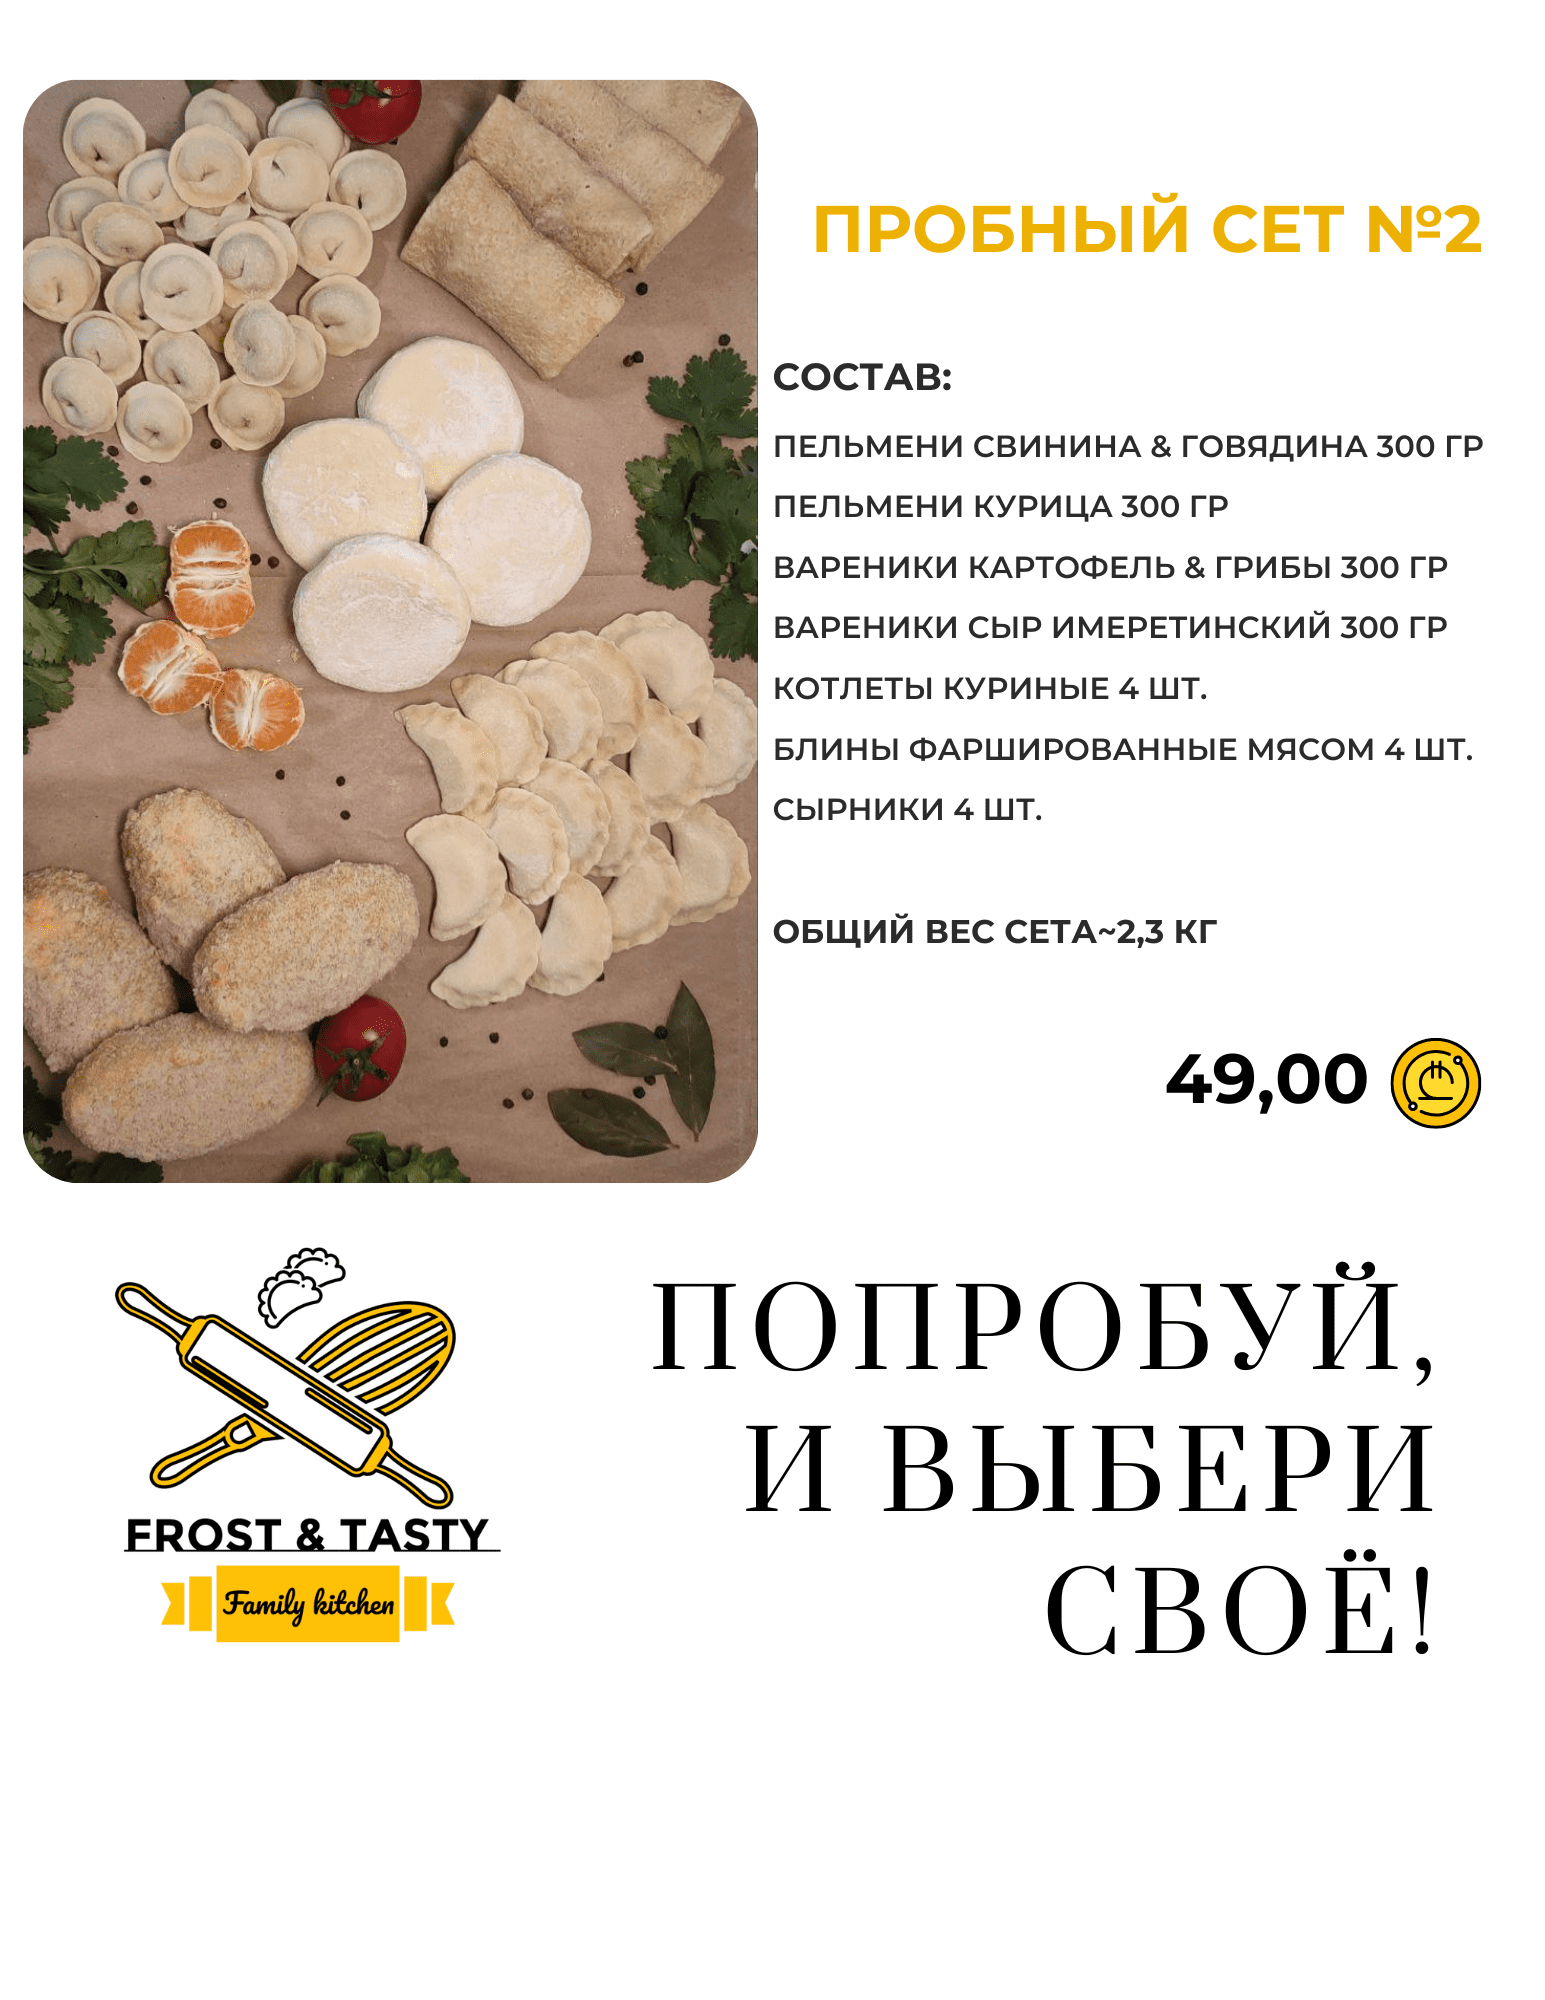 ПРОБНЫЙ СЕТ №2
СОСТАВ:
ПЕЛЬМЕНИ СВИНИНА & ГОВЯДИНА 300 ГР
ПЕЛЬМЕНИ КУРИЦА 300 ГР
ВАРЕНИКИ КАРТОФЕЛЬ & ГРИБЫ 300 ГР
ВАРЕНИКИ СЫР ИМЕРЕТИНСКИЙ 300 ГР
КОТЛЕТЫ КУРИНЫЕ 4 ШТ.
БЛИНЫ ФАРШИРОВАННЫЕ МЯСОМ 4 ШТ.
СЫРНИКИ 4 ШТ.
ОБЩИЙ ВЕС СЕТА~2,3 КГ
49,00 ₾
ПОПРОБУЙ,
И ВЫБЕРИ
СВОЁ!
FROST & TASTY
Family kitchen